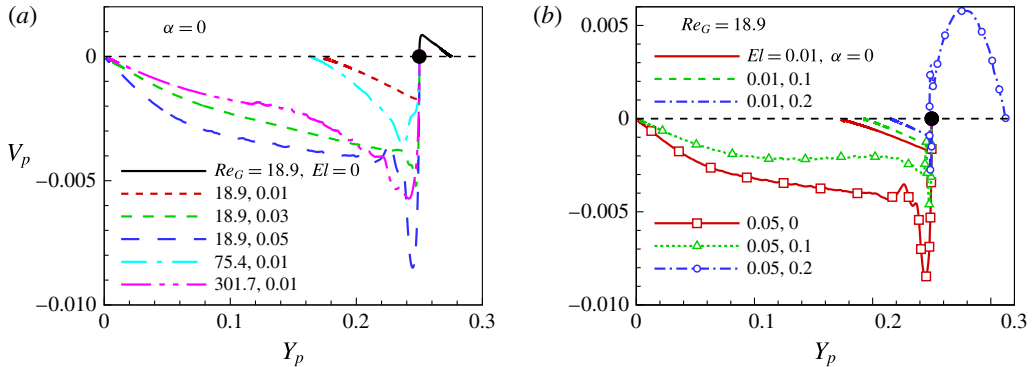 (a)
α = 0
0
−0.005
−0.010
V_p
Re_G = 18.9, El = 0
18.9, 0.01
18.9, 0.03
18.9, 0.05
75.4, 0.01
301.7, 0.01
0 0.1 0.2 0.3
Y_p
(b)
Re_G = 18.9
0.005
0
−0.005
−0.010
El = 0.01, α = 0
0.01, 0.1
0.01, 0.2
0.05, 0
0.05, 0.1
0.05, 0.2
0 0.1 0.2 0.3
Y_p